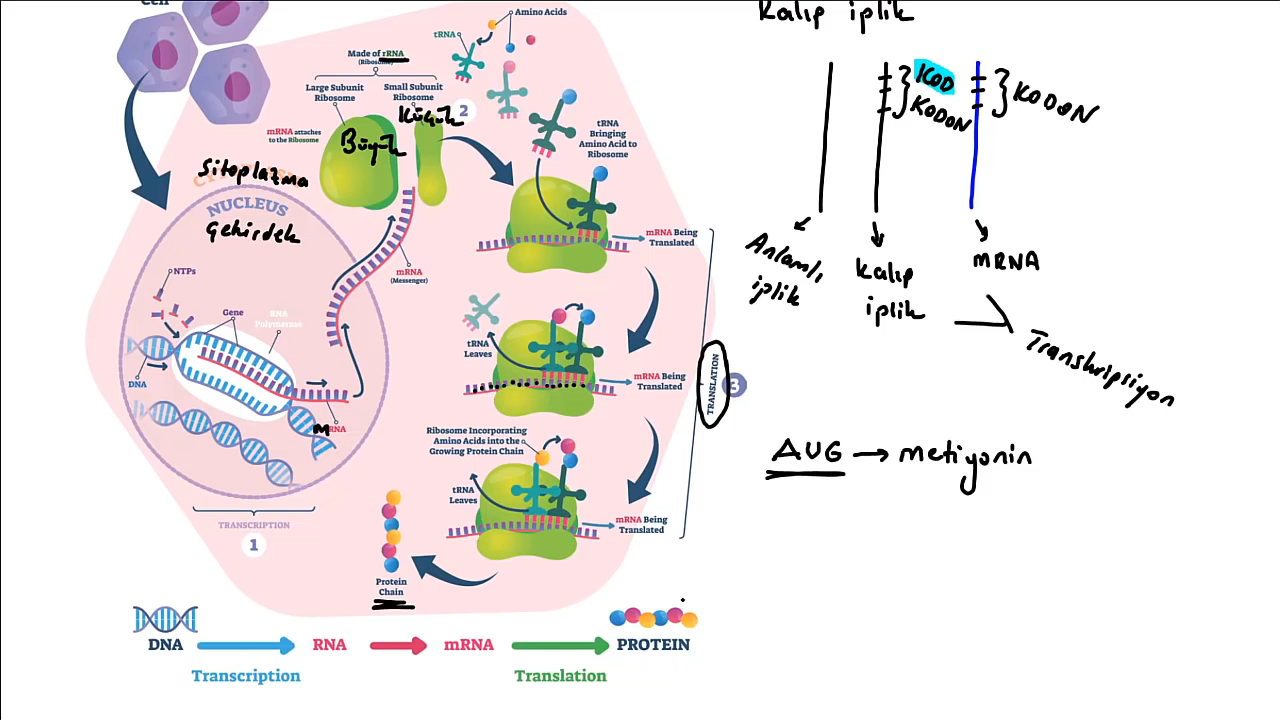 Cell
Amino Acids
tRNA
Made of rRNA
(Ribosomal)
Large Subunit
Ribosome
Small Subunit
Ribosome
Küçük
2
mRNA attaches
to the Ribosome
Büyük
tRNA
Bringing
Amino Acid to
Ribosome
Sitoplazma
NUCLEUS
Çekirdek
mRNA Being
Translated
mRNA
(Messenger)
NTPs
Gene
RNA
Polymerase
DNA
mRNA
tRNA
Leaves
mRNA Being
Translated
TRANSLATION
3
Ribosome Incorporating
Amino Acids into the
Growing Protein Chain
tRNA
Leaves
mRNA Being
Translated
TRANSCRIPTION
1
Protein
Chain
DNA
RNA
mRNA
PROTEIN
Transcription
Translation
Kalıp iplik
KOD
KODON
KODON
Anlamlı
iplik
Kalıp
iplik
mRNA
Transkripsiyon
AUG → metiyonin